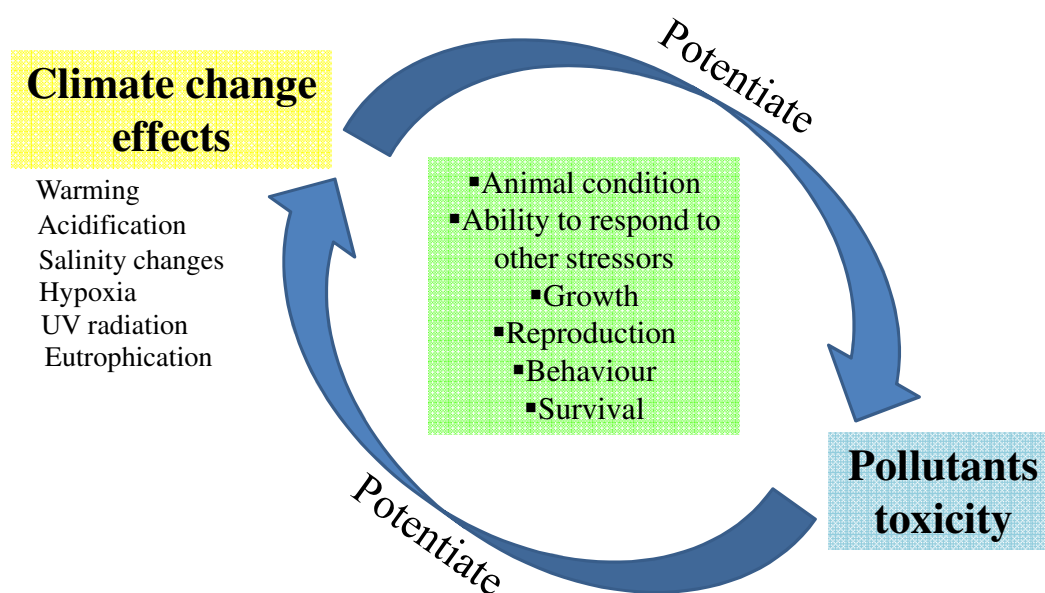 Potentiate
Climate change
effects
Warming
Acidification
Salinity changes
Hypoxia
UV radiation
Eutrophication
▪Animal condition
▪Ability to respond to
other stressors
▪Growth
▪Reproduction
▪Behaviour
▪Survival
Pollutants
toxicity
Potentiate